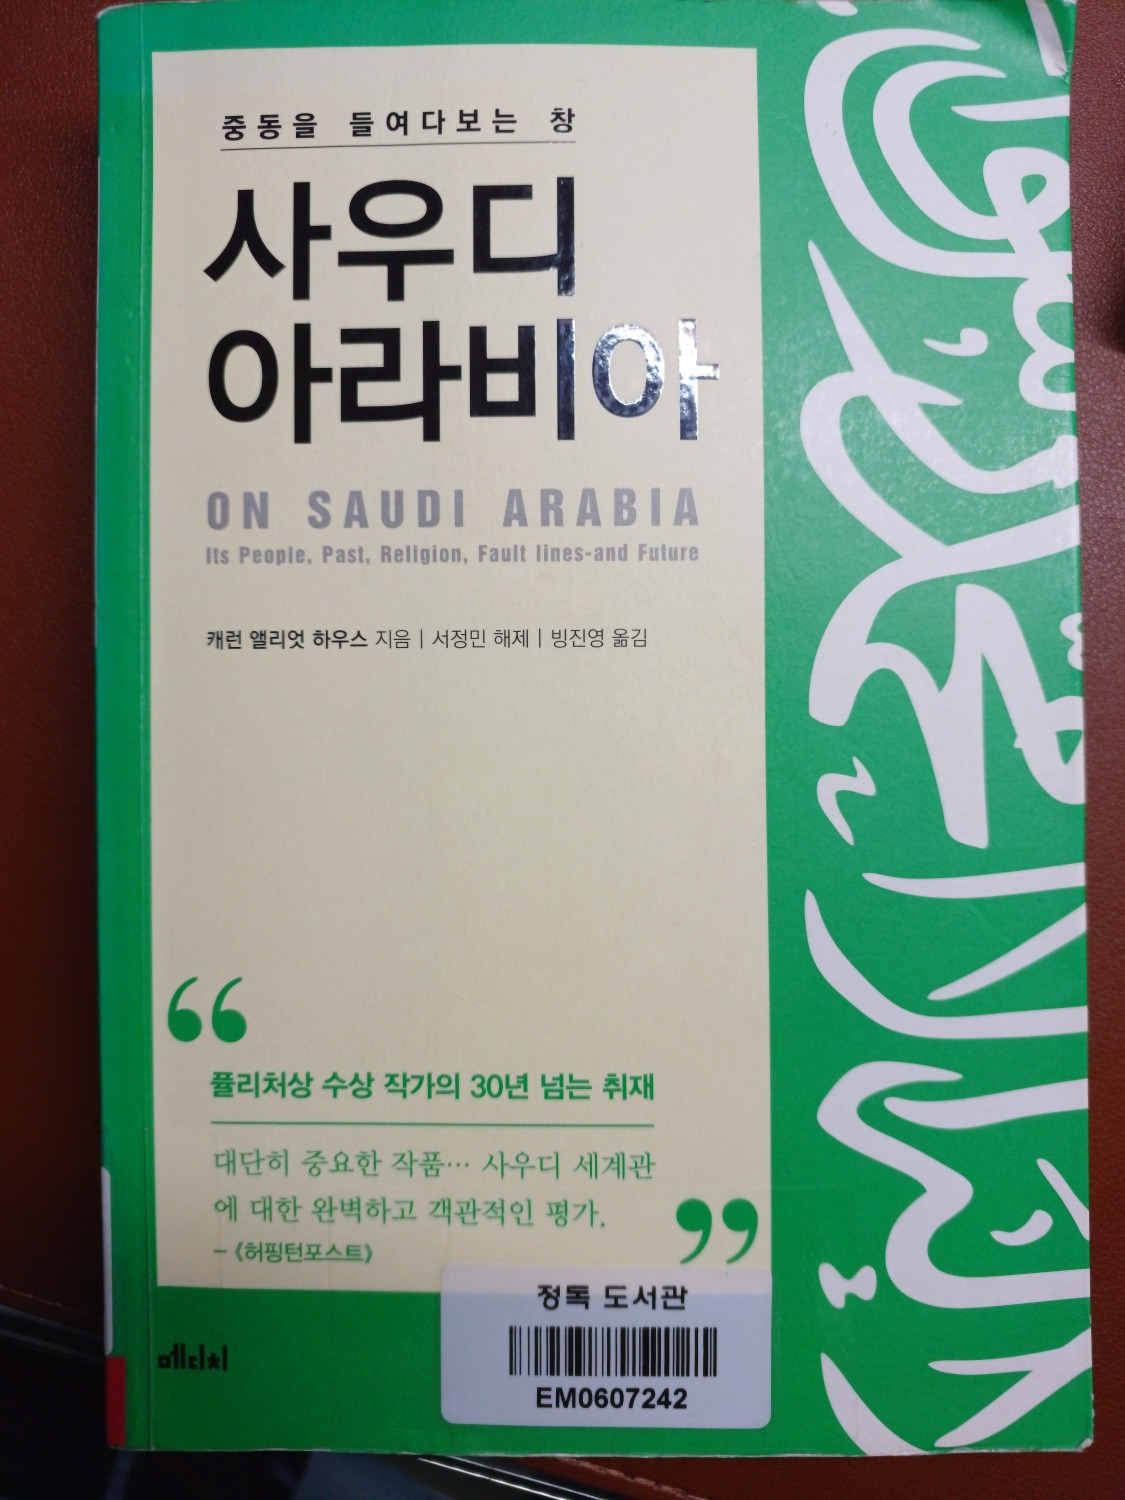 중동을 들여다보는 창
사우디
아라비아
ON SAUDI ARABIA
Its People, Past, Religion, Fault lines-and Future
캐런 앨리엇 하우스 지음 | 서정민 해제 | 빙진영 옮김
“
퓰리처상 수상 작가의 30년 넘는 취재
대단히 중요한 작품… 사우디 세계관
에 대한 완벽하고 객관적인 평가.
– 《허핑턴포스트》
”
정독 도서관
EM0607242
메디치